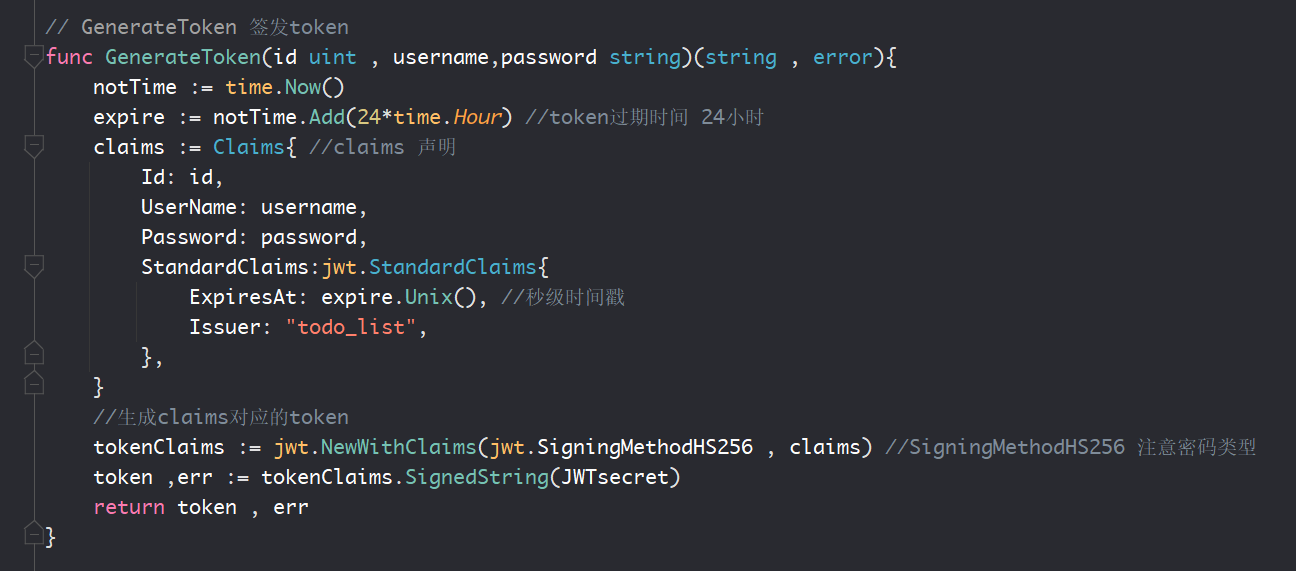 // GenerateToken 签发token
func GenerateToken(id uint , username,password string)(string , error){
notTime := time.Now()
expire := notTime.Add(24*time.Hour) //token过期时间 24小时
claims := Claims{ //claims 声明
Id: id,
UserName: username,
Password: password,
StandardClaims:jwt.StandardClaims{
ExpiresAt: expire.Unix(), //秒级时间戳
Issuer: "todo_list",
},
}
//生成claims对应的token
tokenClaims := jwt.NewWithClaims(jwt.SigningMethodHS256 , claims) //SigningMethodHS256 注意密码类型
token ,err := tokenClaims.SignedString(JWTsecret)
return token , err
}